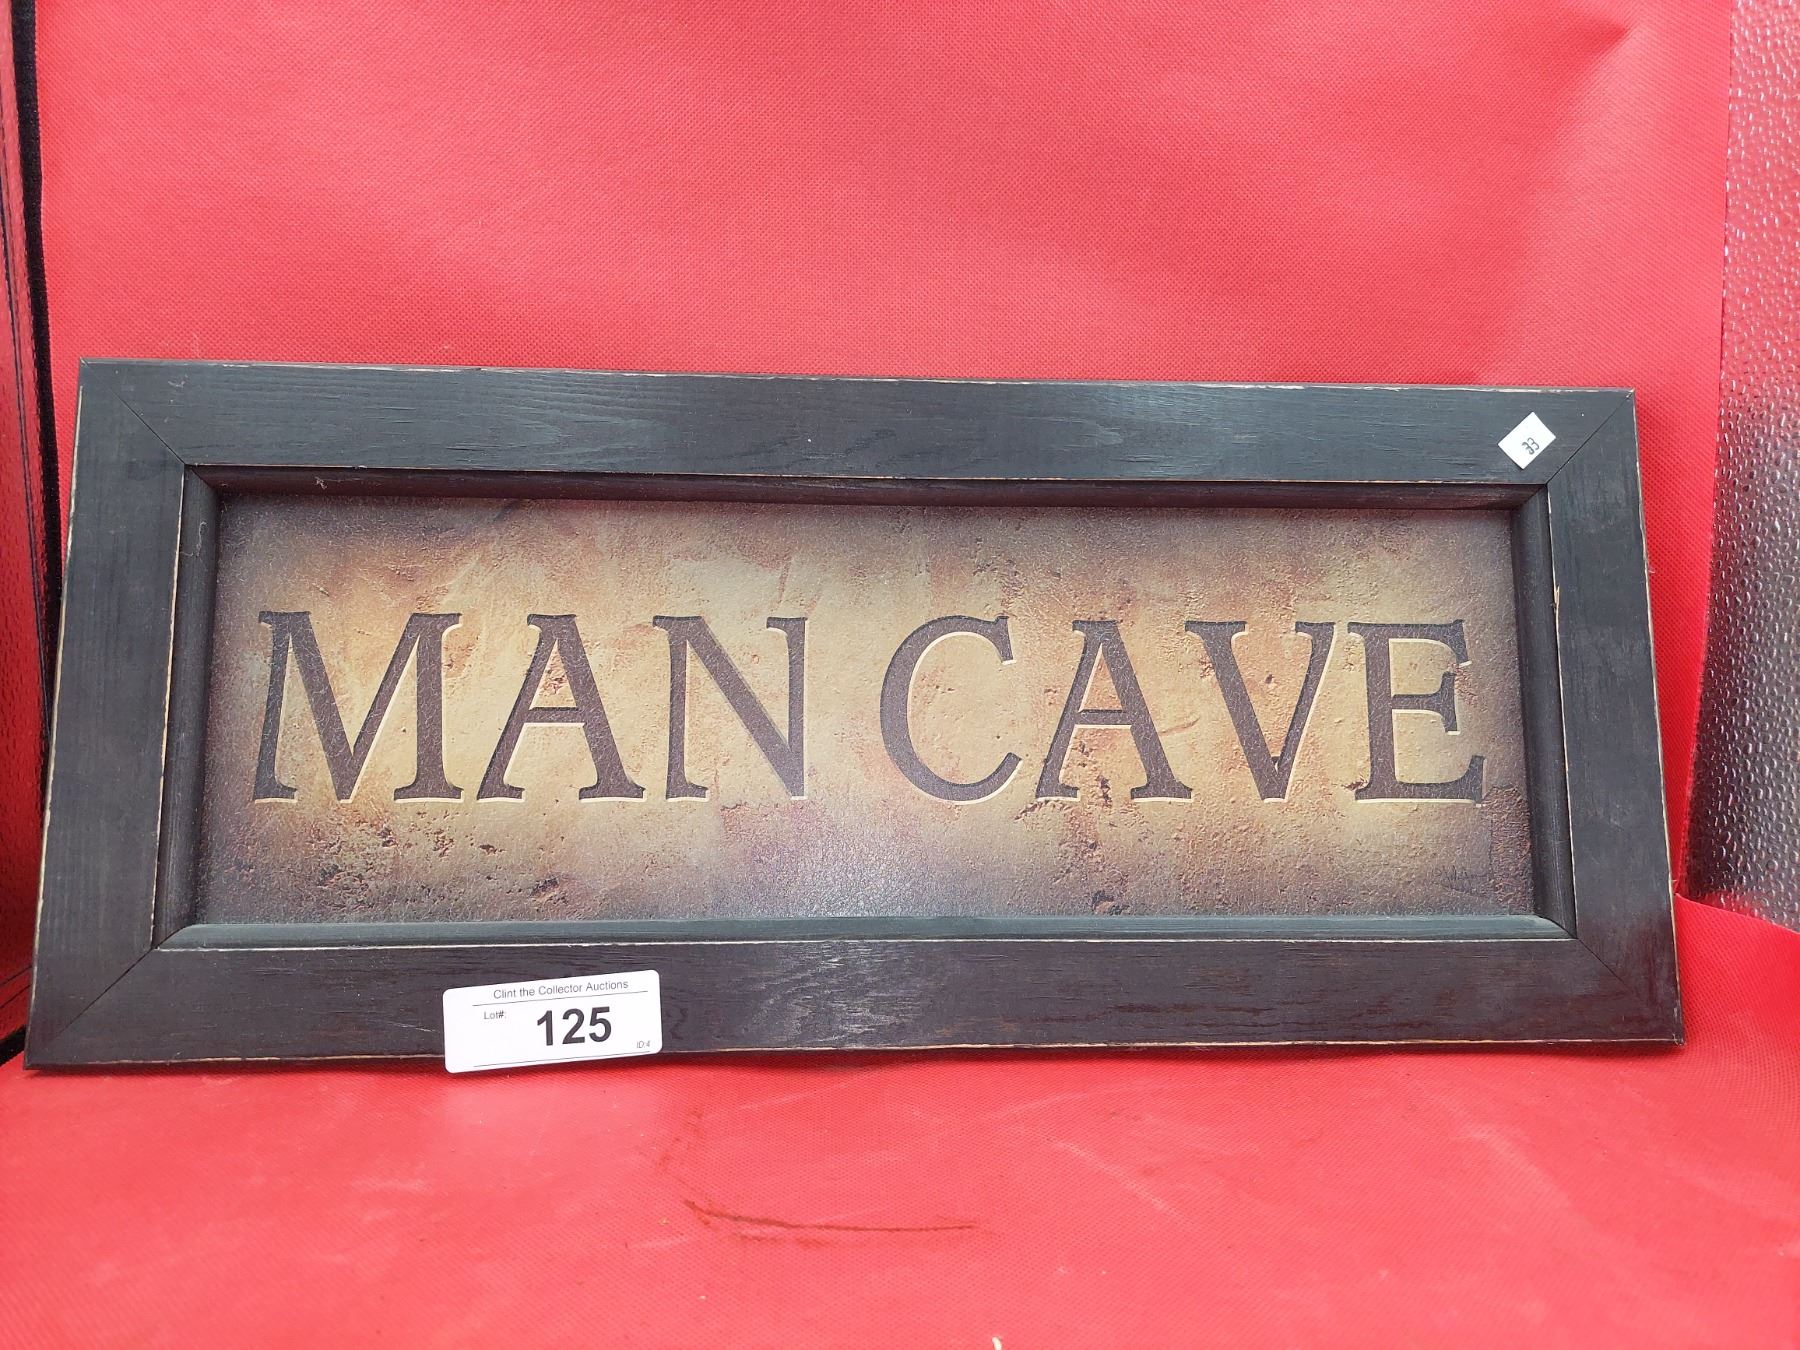 33
MAN CAVE
Clint the Collector Auctions
Lot#:
125
ID:4